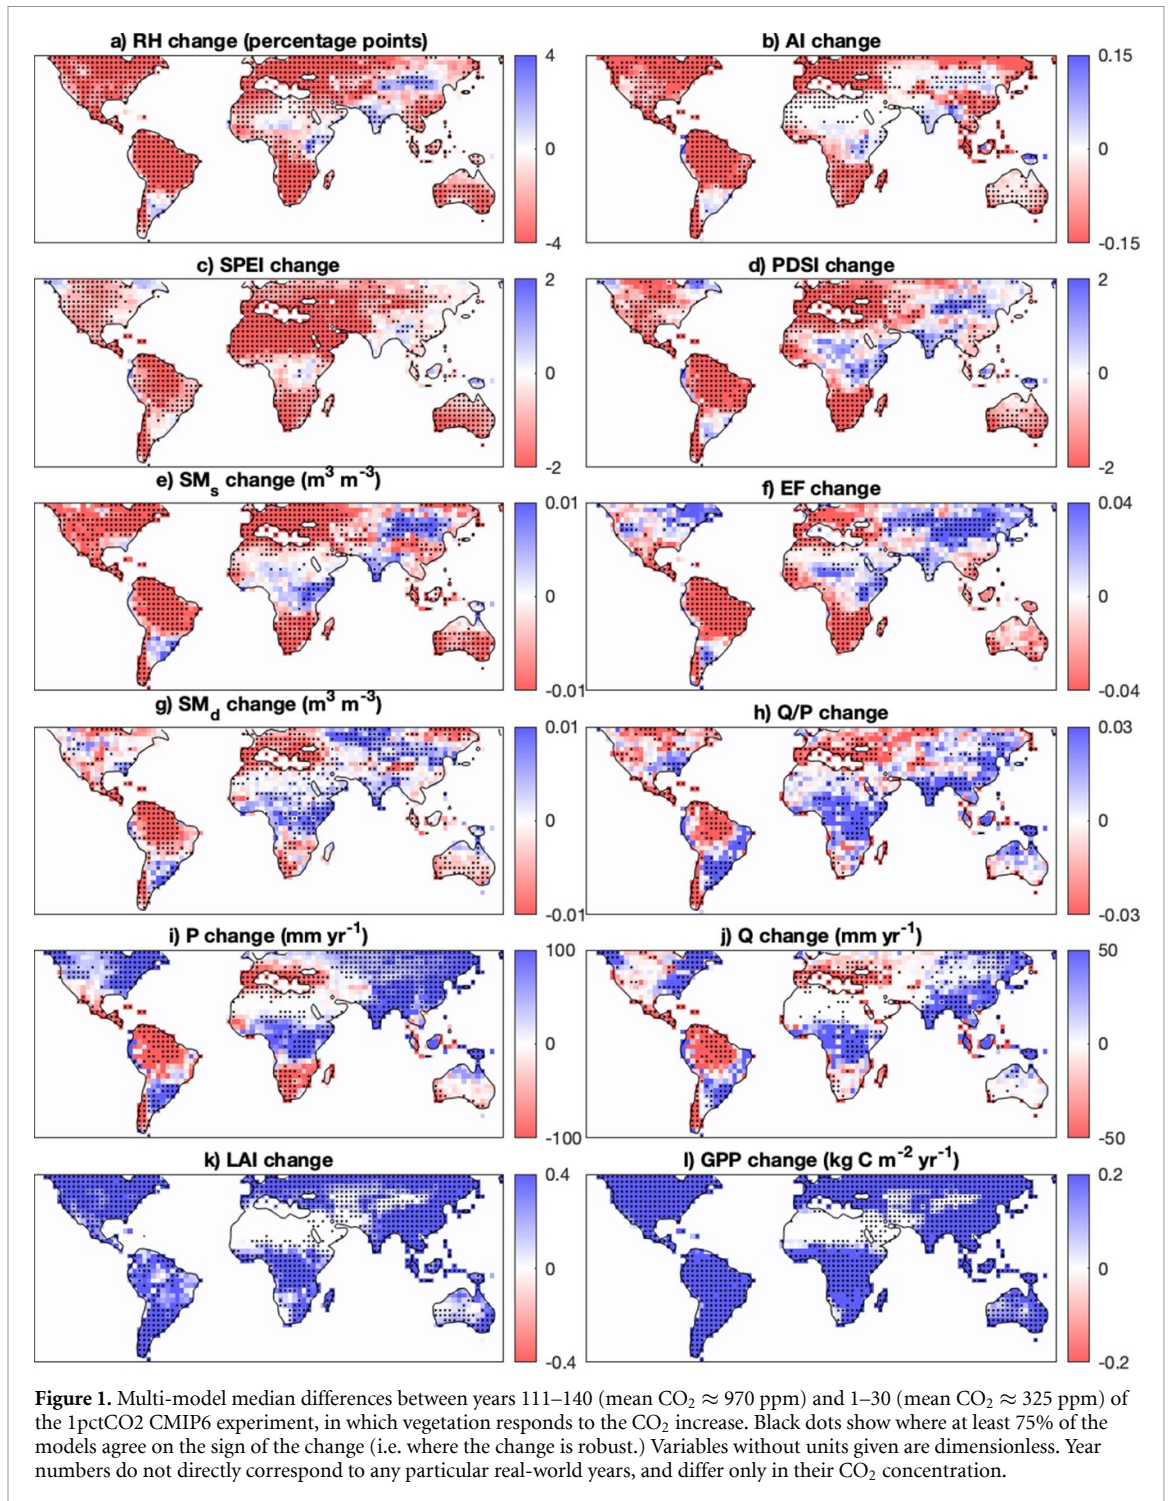 a) RH change (percentage points)
4
0
-4
b) AI change
0.15
0
-0.15
c) SPEI change
2
0
-2
d) PDSI change
2
0
-2
e) SMs change (m³ m⁻³)
0.01
0
-0.01
f) EF change
0.04
0
-0.04
g) SMd change (m³ m⁻³)
0.01
0
-0.01
h) Q/P change
0.03
0
-0.03
i) P change (mm yr⁻¹)
100
0
-100
j) Q change (mm yr⁻¹)
50
0
-50
k) LAI change
0.4
0
-0.4
l) GPP change (kg C m⁻² yr⁻¹)
0.2
0
-0.2
Figure 1. Multi-model median differences between years 111–140 (mean CO₂ ≈ 970 ppm) and 1–30 (mean CO₂ ≈ 325 ppm) of
the 1pctCO2 CMIP6 experiment, in which vegetation responds to the CO₂ increase. Black dots show where at least 75% of the
models agree on the sign of the change (i.e. where the change is robust.) Variables without units given are dimensionless. Year
numbers do not directly correspond to any particular real-world years, and differ only in their CO₂ concentration.